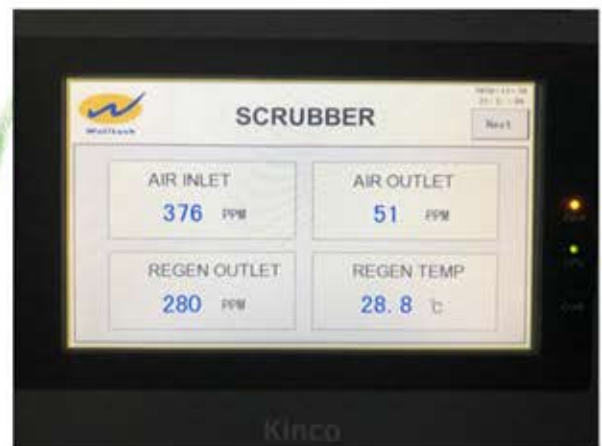 SCRUBBER
Next
AIR INLET
376 PPM
AIR OUTLET
51 PPM
REGEN OUTLET
280 PPM
REGEN TEMP
28.8 ℃
Kinco